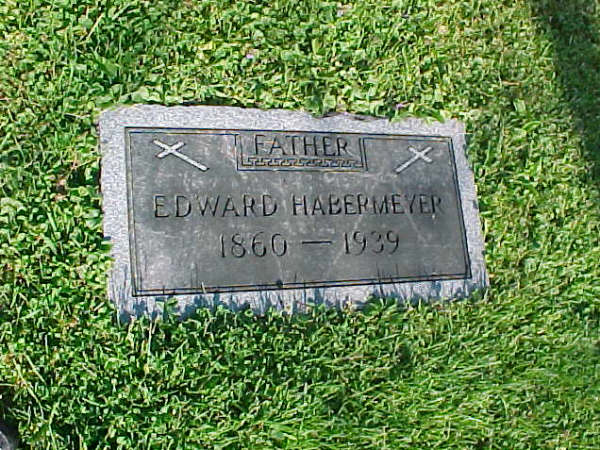 FATHER
EDWARD HABERMEYER
1860 — 1939